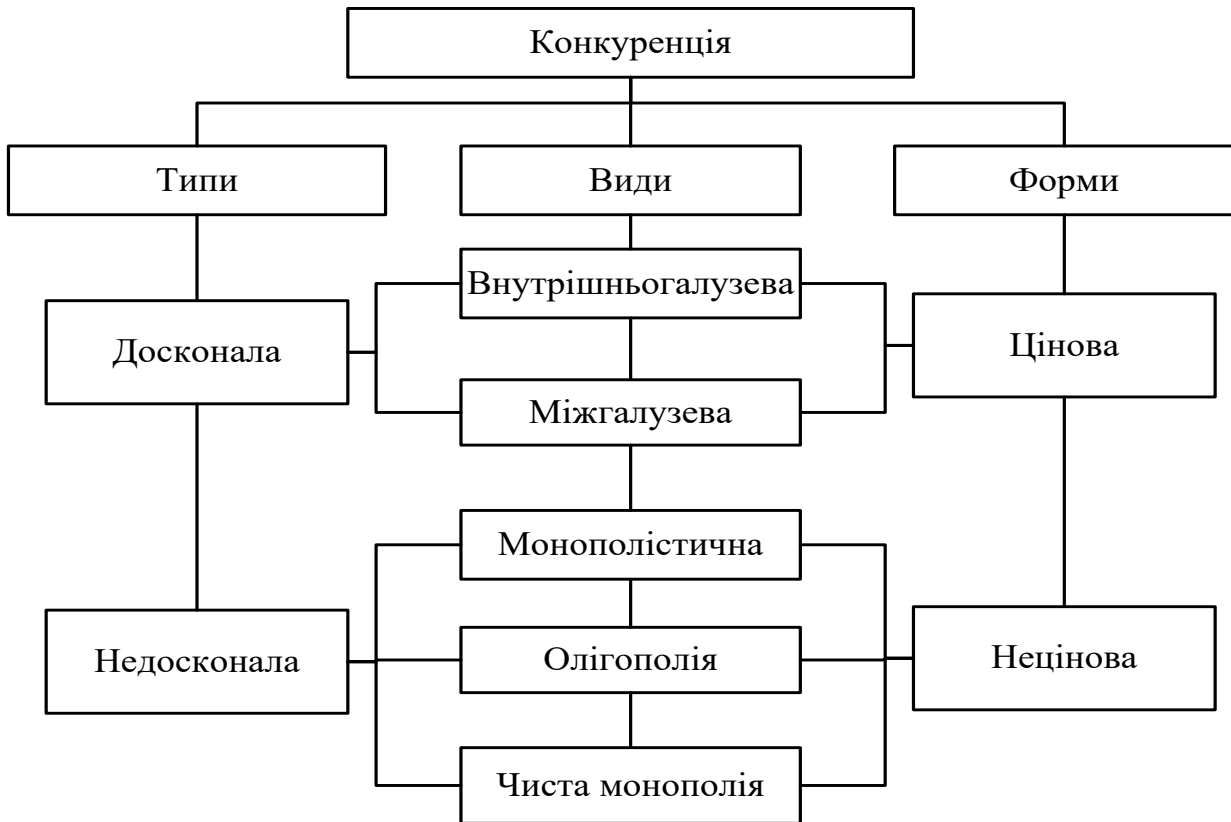 Конкуренція
Типи
Види
Форми
Внутрішньогалузева
Досконала
Цінова
Міжгалузева
Монополістична
Недосконала
Олігополія
Нецінова
Чиста монополія